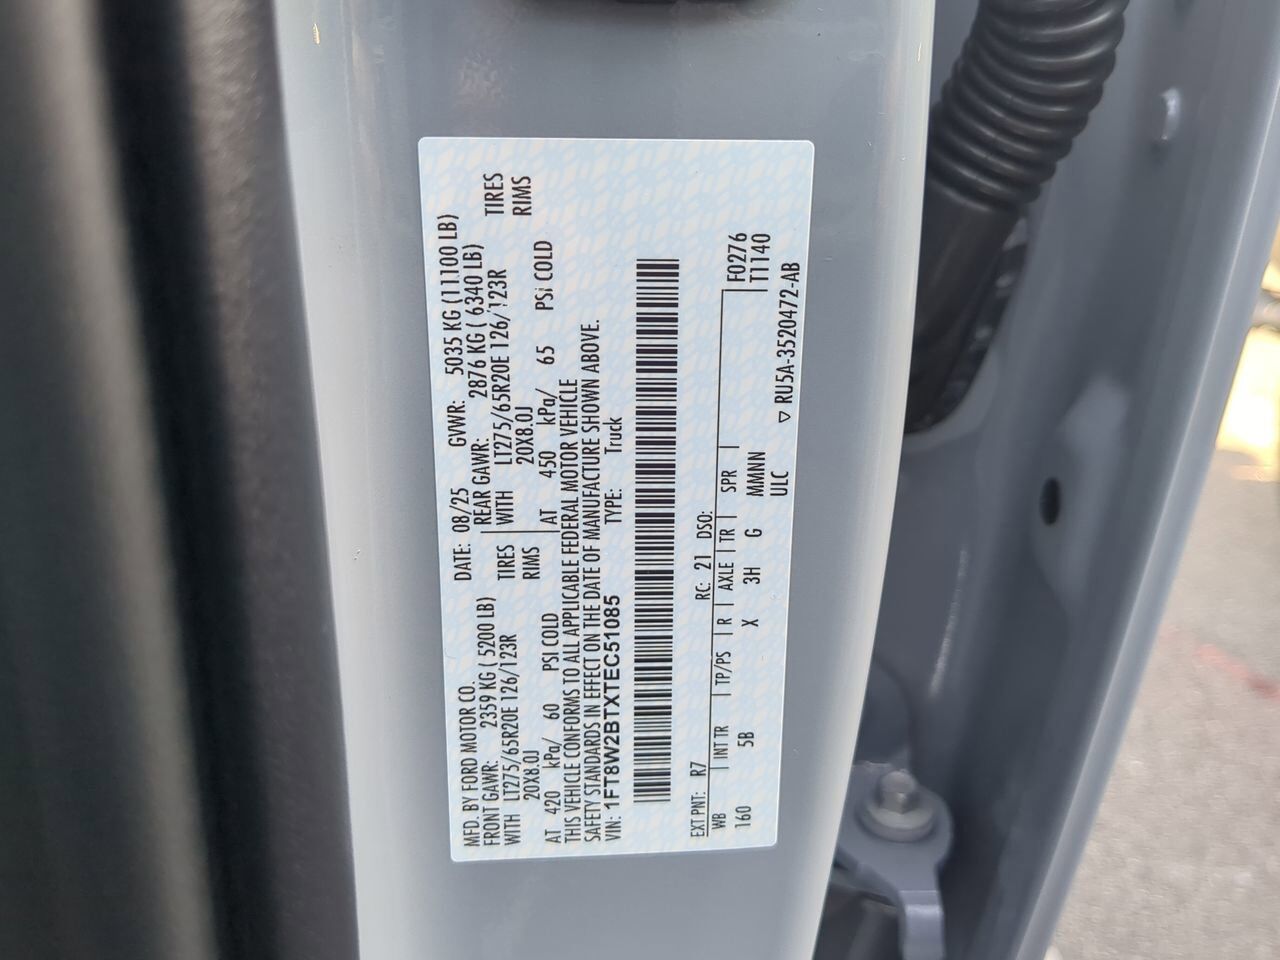 MFD. BY FORD MOTOR CO.
DATE: 08/25 GVWR: 5035 KG (11100 LB)
FRONT GAWR: 2359 KG ( 5200 LB) REAR GAWR: 2876 KG ( 6340 LB)
WITH LT275/65R20E 126/123R TIRES WITH LT275/65R20E 126/123R TIRES
20X8.0J RIMS 20X8.0J RIMS
AT 420 kPa/ 60 PSI COLD AT 450 kPa/ 65 PSi COLD
THIS VEHICLE CONFORMS TO ALL APPLICABLE FEDERAL MOTOR VEHICLE
SAFETY STANDARDS IN EFFECT ON THE DATE OF MANUFACTURE SHOWN ABOVE.
VIN: 1FT8W2BTXTEC51085 TYPE: Truck
EXT PNT: R7 RC: 21 DSO:
WB INT TR TP/PS R AXLE TR SPR F0276
160 5B X 3H G MMNN T1140
ULC ▽ RU5A-3520472-AB